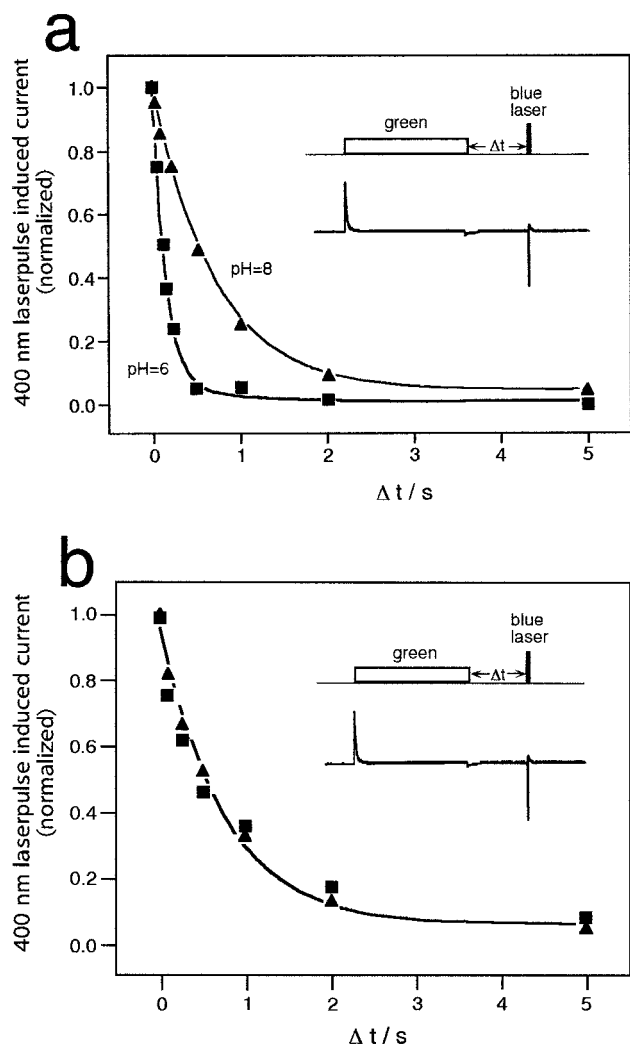 a
400 nm laserpulse induced current
(normalized)
1.0
0.8
0.6
0.4
0.2
0.0
pH=8
pH=6
green
Δt
blue
laser
0 1 2 3 4 5
Δ t / s
b
400 nm laserpulse induced current
(normalized)
1.0
0.8
0.6
0.4
0.2
0.0
green
Δt
blue
laser
0 1 2 3 4 5
Δ t / s